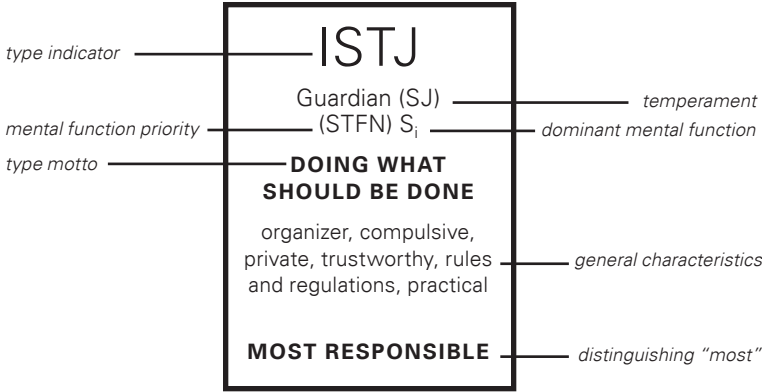 type indicator
ISTJ
Guardian (SJ)
temperament
mental function priority
(STFN) Si
dominant mental function
type motto
DOING WHAT
SHOULD BE DONE
organizer, compulsive,
private, trustworthy, rules
and regulations, practical
general characteristics
MOST RESPONSIBLE
distinguishing “most”